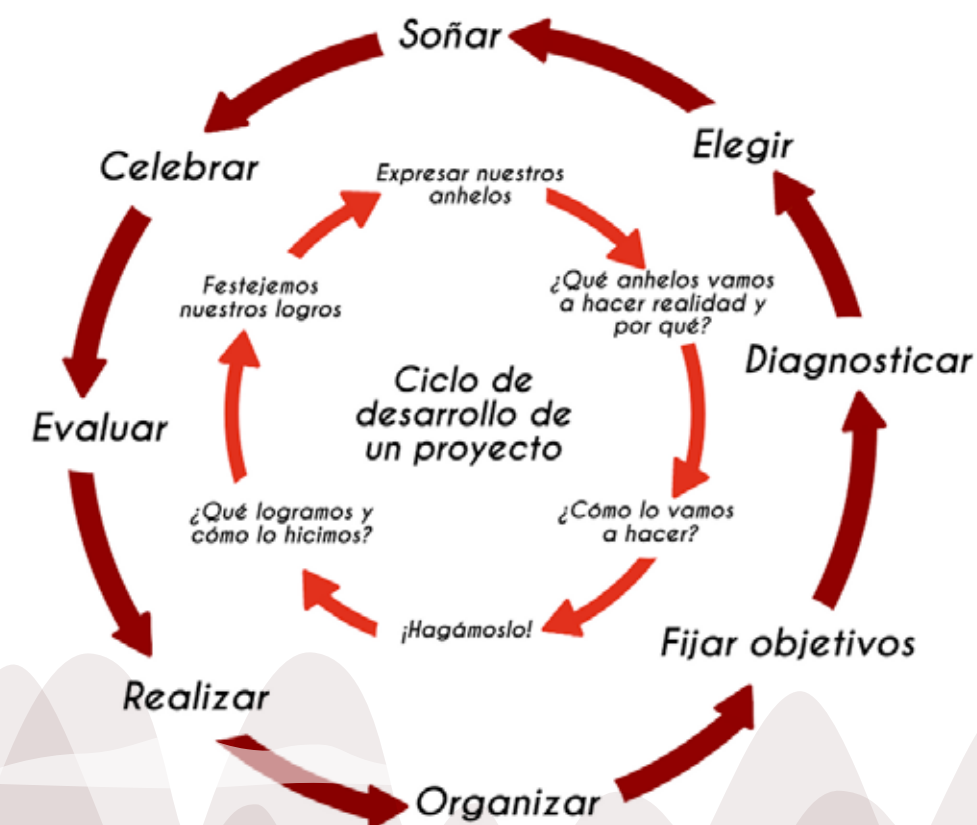 Soñar
Elegir
Diagnosticar
Fijar objetivos
Organizar
Realizar
Evaluar
Celebrar
Expresar nuestros
anhelos
¿Qué anhelos vamos
a hacer realidad y
por qué?
¿Cómo lo vamos
a hacer?
¡Hagámoslo!
¿Qué logramos y
cómo lo hicimos?
Festejemos
nuestros logros
Ciclo de
desarrollo de
un proyecto